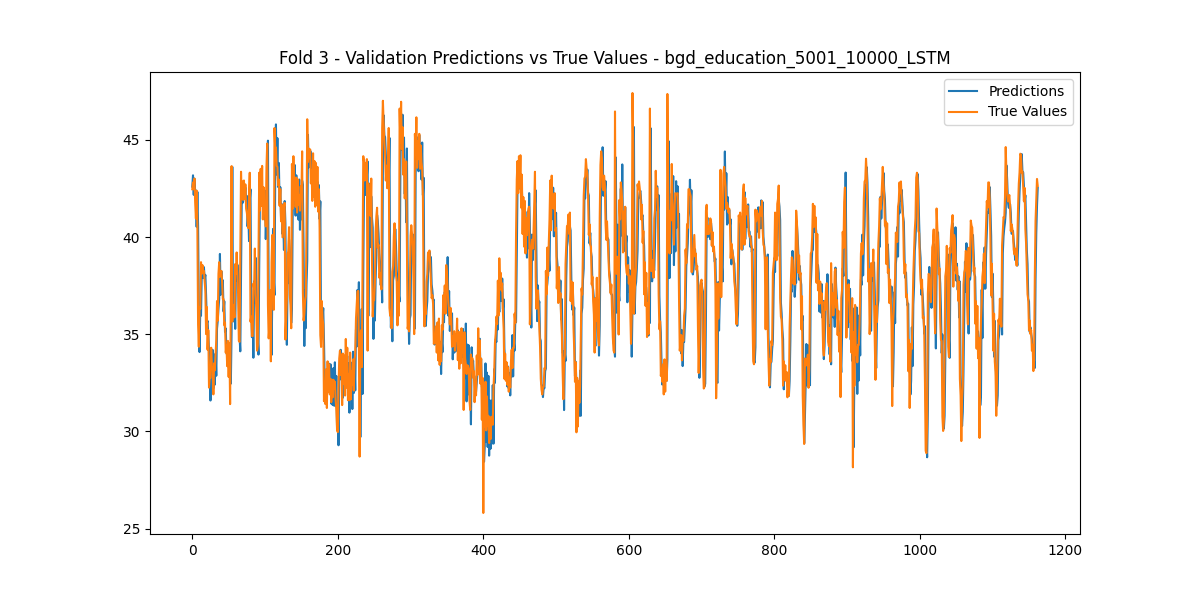 Fold 3 - Validation Predictions vs True Values - bgd_education_5001_10000_LSTM
Predictions
True Values
45
40
35
30
25
0 200 400 600 800 1000 1200